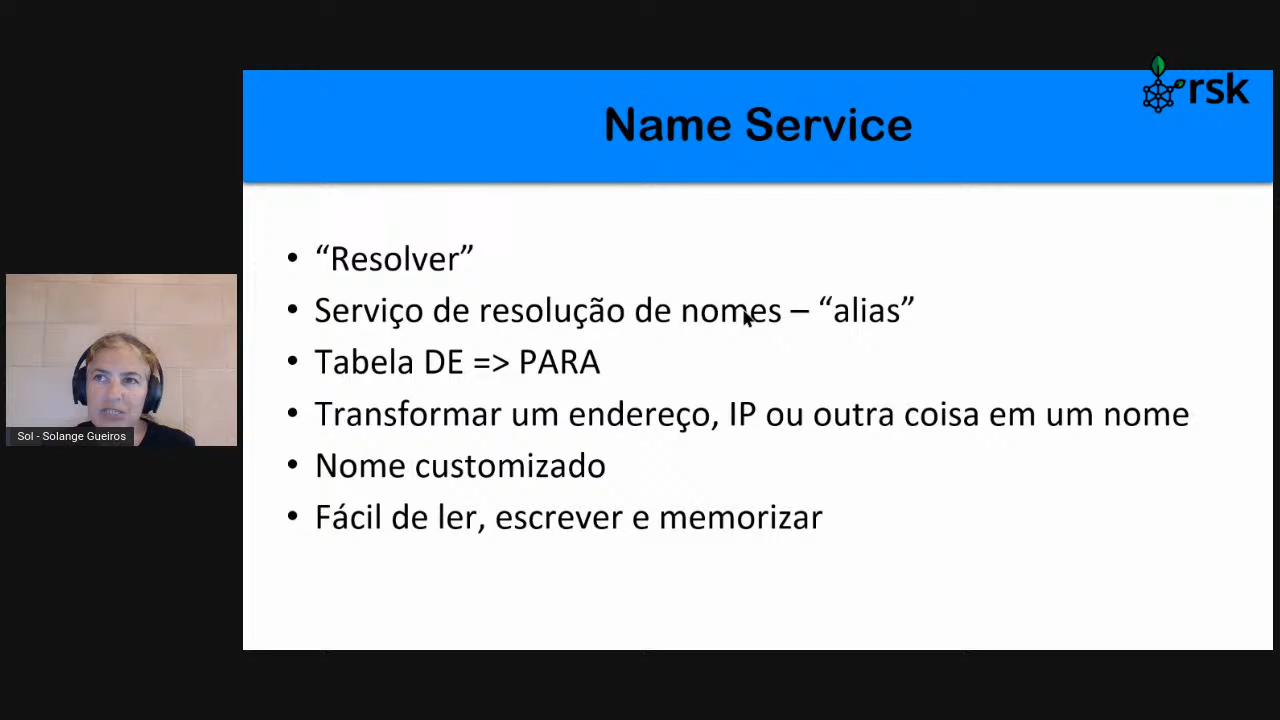 rsk
Name Service
• “Resolver”
• Serviço de resolução de nomes – “alias”
• Tabela DE => PARA
• Transformar um endereço, IP ou outra coisa em um nome
• Nome customizado
• Fácil de ler, escrever e memorizar
Sol - Solange Gueiros